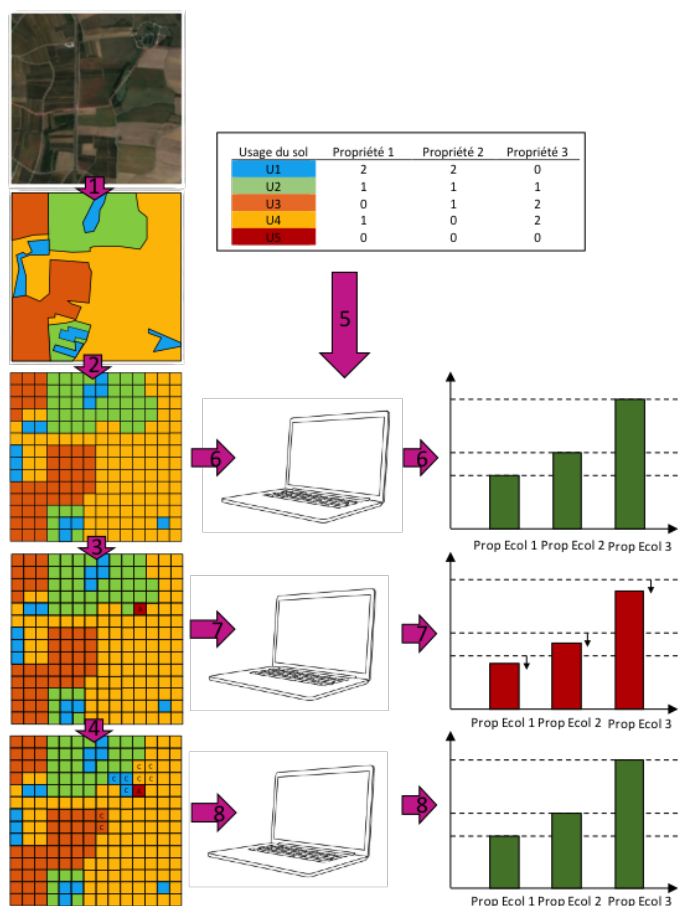 1
Usage du sol Propriété 1 Propriété 2 Propriété 3
U1 2 2 0
U2 1 1 1
U3 0 1 2
U4 1 0 2
U5 0 0 0
5
2
6
6
Prop Ecol 1 Prop Ecol 2 Prop Ecol 3
3
7
7
Prop Ecol 1 Prop Ecol 2 Prop Ecol 3
4
C C
C C C C
C
C
C
8
8
Prop Ecol 1 Prop Ecol 2 Prop Ecol 3